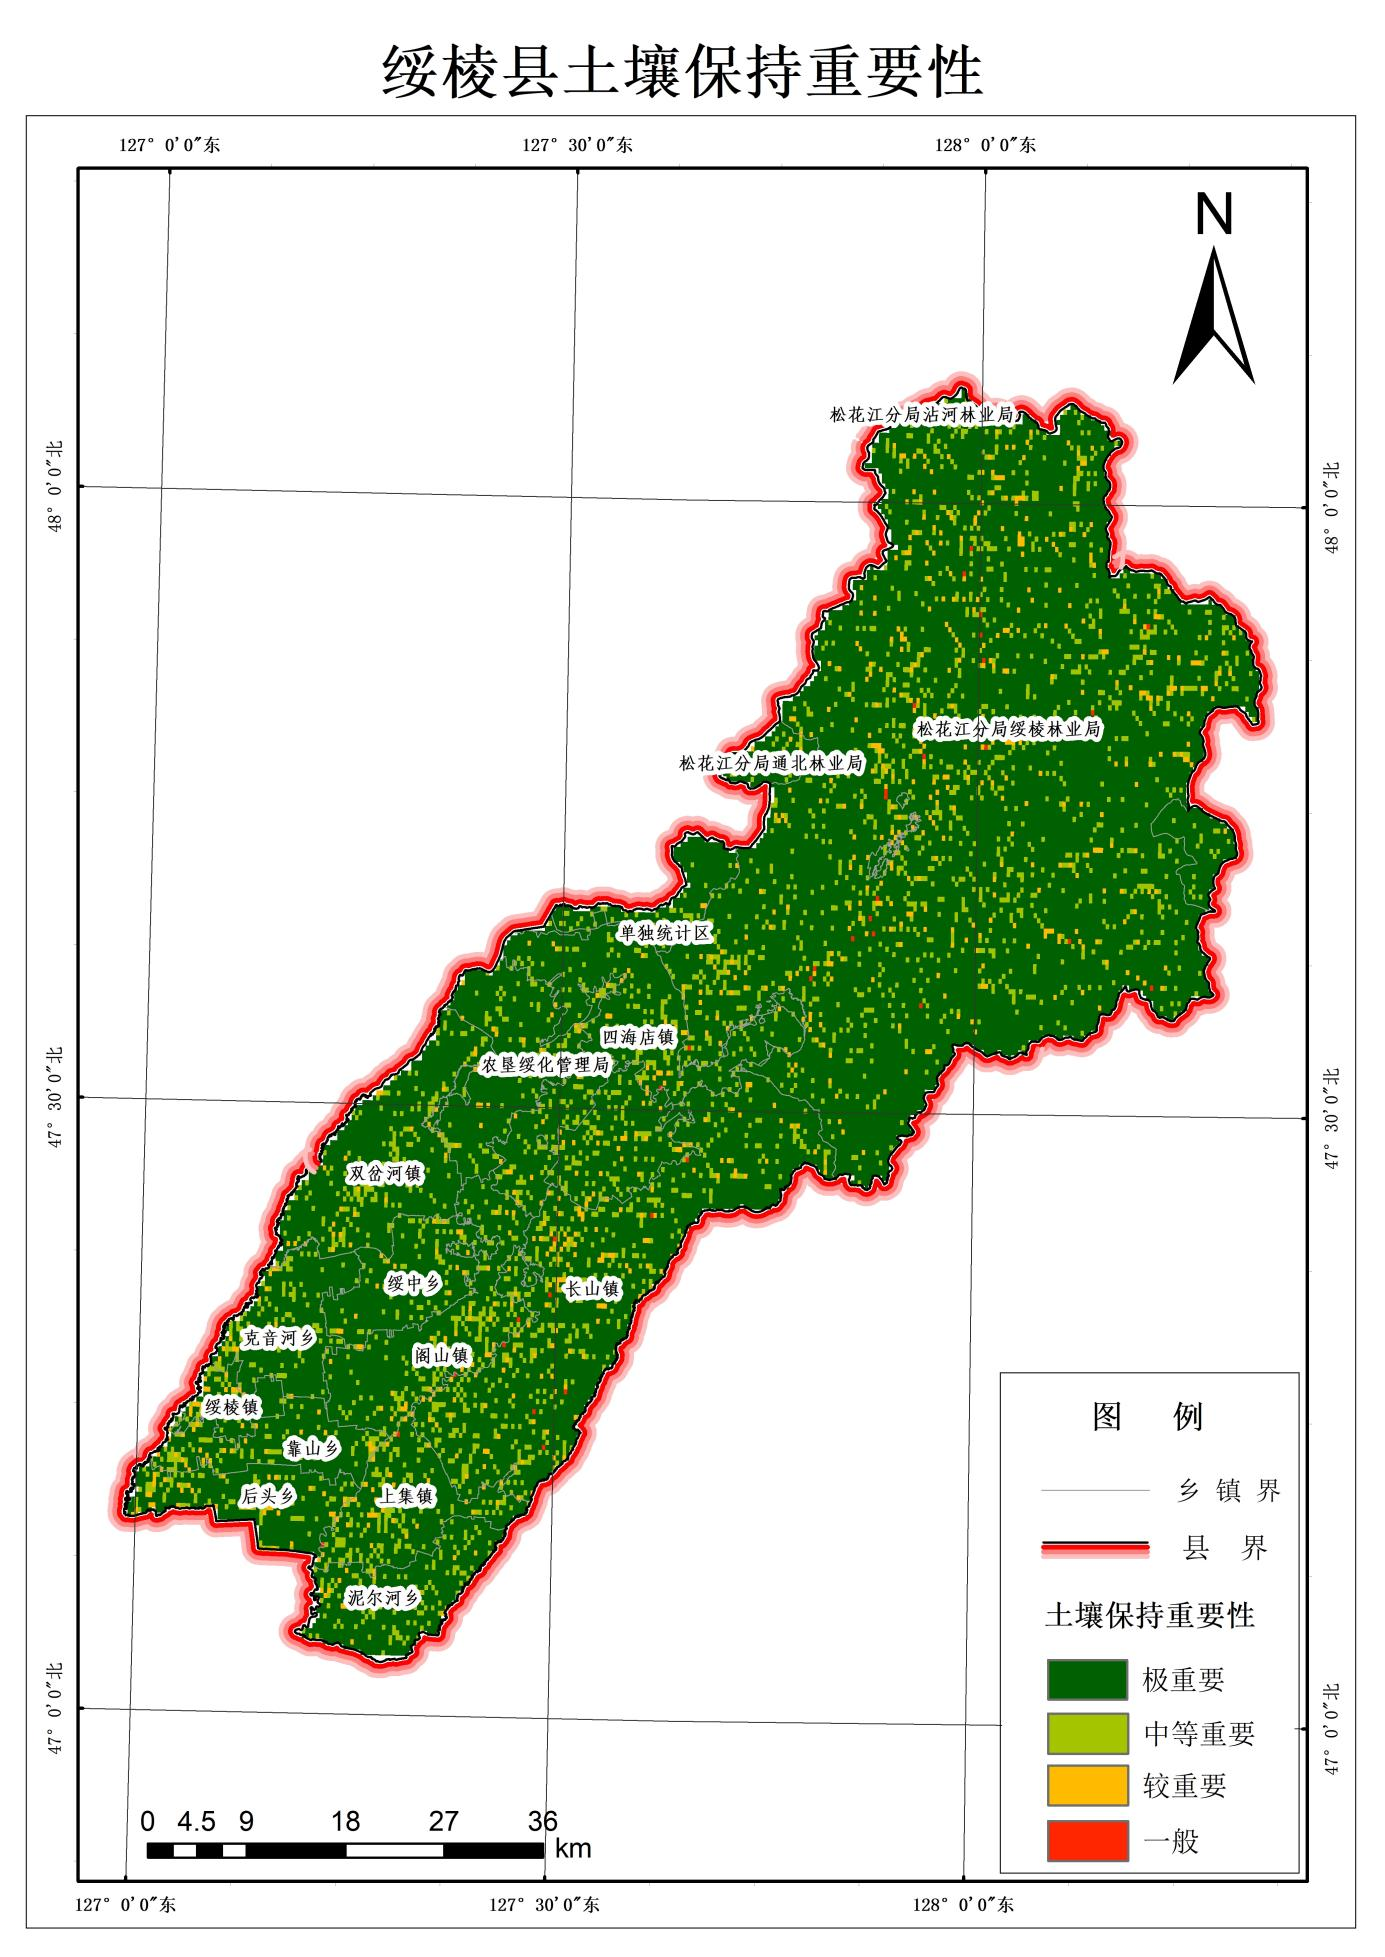 绥棱县土壤保持重要性
127° 0'0"东
127° 30'0"东
128° 0'0"东
N
松花江分局沾河林业局
48° 0'0"北
48° 0'0"北
松花江分局绥棱林业局
松花江分局通北林业局
单独统计区
四海店镇
农垦绥化管理局
47° 30'0"北
47° 30'0"北
双岔河镇
绥中乡
长山镇
克音河乡
阁山镇
绥棱镇
靠山乡
后头乡
上集镇
泥尔河乡
图 例
乡 镇 界
县 界
土壤保持重要性
极重要
中等重要
较重要
一般
47° 0'0"北
47° 0'0"北
0 4.5 9 18 27 36
km
127° 0'0"东
127° 30'0"东
128° 0'0"东